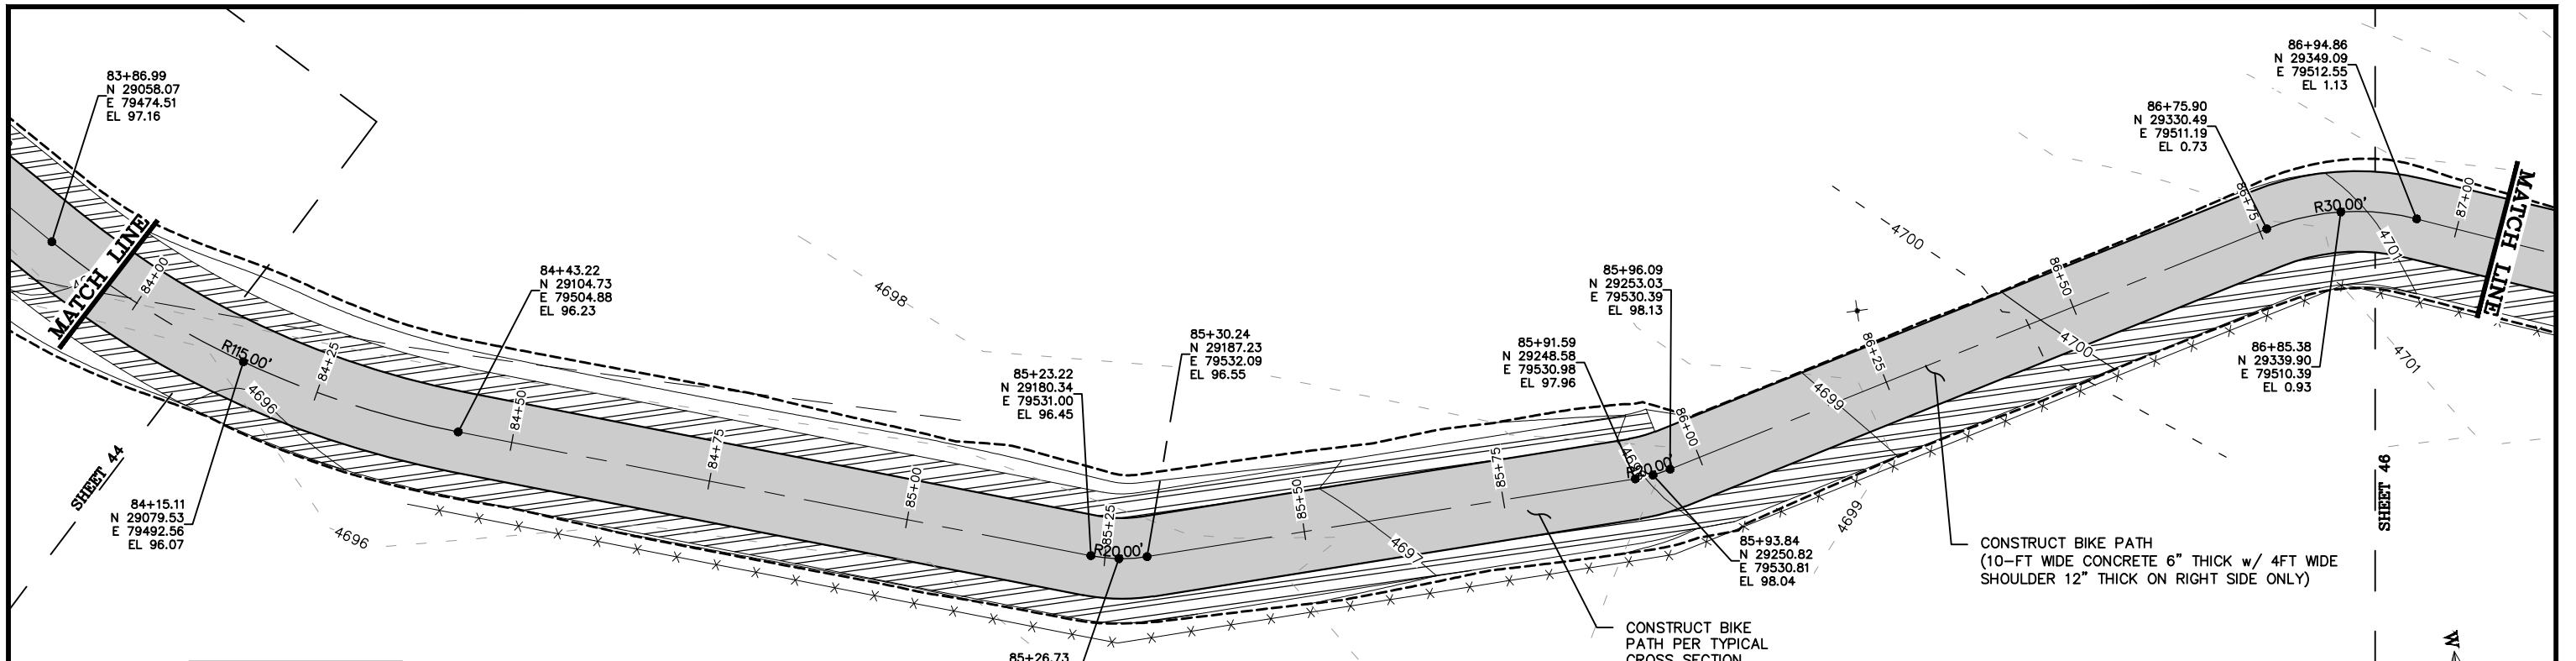 83+86.99
N 29058.07
E 79474.51
EL 97.16
MATCH LINE
84+00
R115.00'
84+25
4696
SHEET 44
84+15.11
N 29079.53
E 79492.56
EL 96.07
4696
84+43.22
N 29104.73
E 79504.88
EL 96.23
84+50
84+75
85+00
4698
85+23.22
N 29180.34
E 79531.00
EL 96.45
85+25
R20.00'
85+26.73
85+30.24
N 29187.23
E 79532.09
EL 96.55
85+50
4697
85+75
85+91.59
N 29248.58
E 79530.98
EL 97.96
85+96.09
N 29253.03
E 79530.39
EL 98.13
86+00
85+93.84
N 29250.82
E 79530.81
EL 98.04
CONSTRUCT BIKE
PATH PER TYPICAL
CROSS SECTION
4699
4699
86+25
4700
4700
86+50
CONSTRUCT BIKE PATH
(10-FT WIDE CONCRETE 6" THICK w/ 4FT WIDE
SHOULDER 12" THICK ON RIGHT SIDE ONLY)
86+75.90
N 29330.49
E 79511.19
EL 0.73
86+75
86+94.86
N 29349.09
E 79512.55
EL 1.13
R30.00'
4701
86+85.38
N 29339.90
E 79510.39
EL 0.93
4701
87+00
MATCH LINE
SHEET 46
W